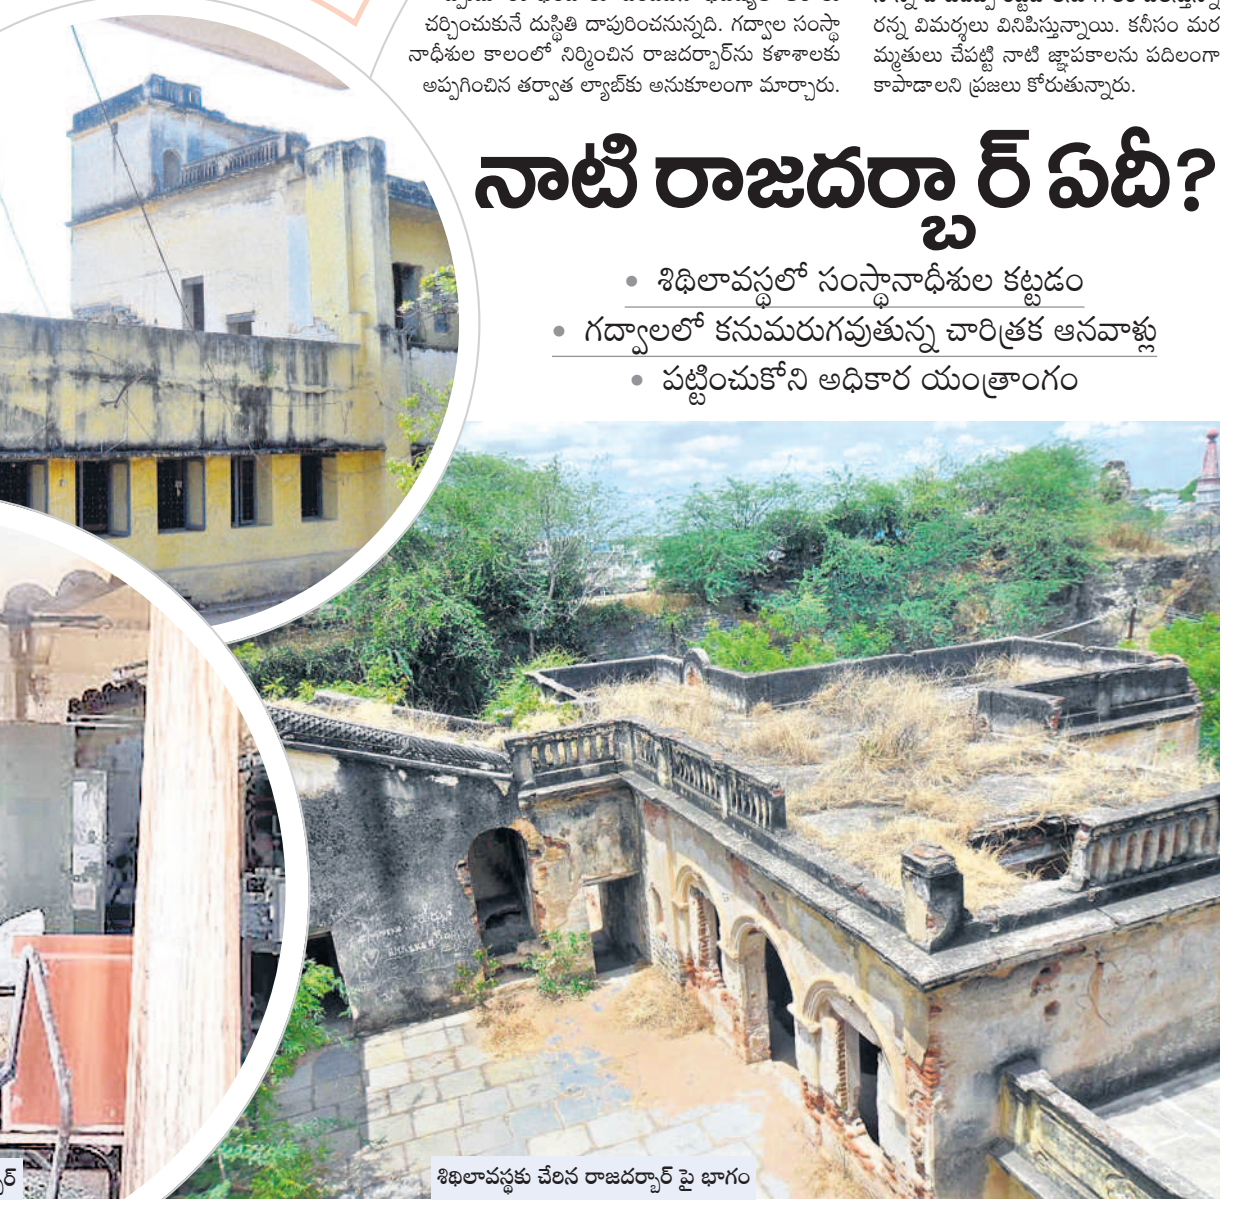 చర్చించుకునే దుస్థితి దాపురించనున్నది. గద్వాల సంస్థా
నాధీశుల కాలంలో నిర్మించిన రాజదర్బార్‌ను కళాశాలకు
అప్పగించిన తర్వాత ల్యాబ్‌కు అనుకూలంగా మార్చారు.
రన్న విమర్శలు వినిపిస్తున్నాయి. కనీసం మర
మ్మతులు చేపట్టి నాటి జ్ఞాపకాలను పదిలంగా
కాపాడాలని ప్రజలు కోరుతున్నారు.
నాటి రాజదర్బార్ ఏదీ?
• శిథిలావస్థలో సంస్థానాధీశుల కట్టడం
• గద్వాలలో కనుమరుగవుతున్న చారిత్రక ఆనవాళ్లు
• పట్టించుకోని అధికార యంత్రాంగం
శిథిలావస్థకు చేరిన రాజదర్బార్ పై భాగం